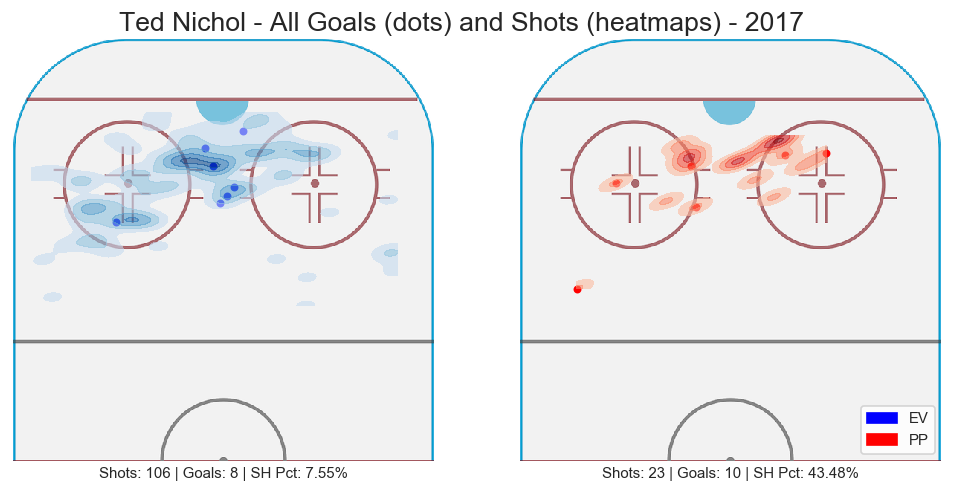 Ted Nichol - All Goals (dots) and Shots (heatmaps) - 2017
EV
PP
Shots: 106 | Goals: 8 | SH Pct: 7.55%
Shots: 23 | Goals: 10 | SH Pct: 43.48%